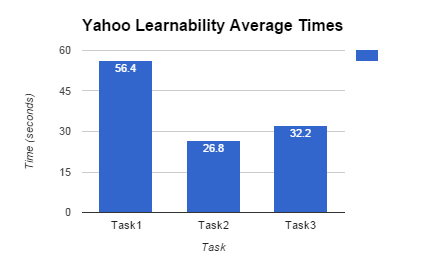 Yahoo Learnability Average Times
60
45
30
15
0
Time (seconds)
56.4
26.8
32.2
Task1
Task2
Task3
Task